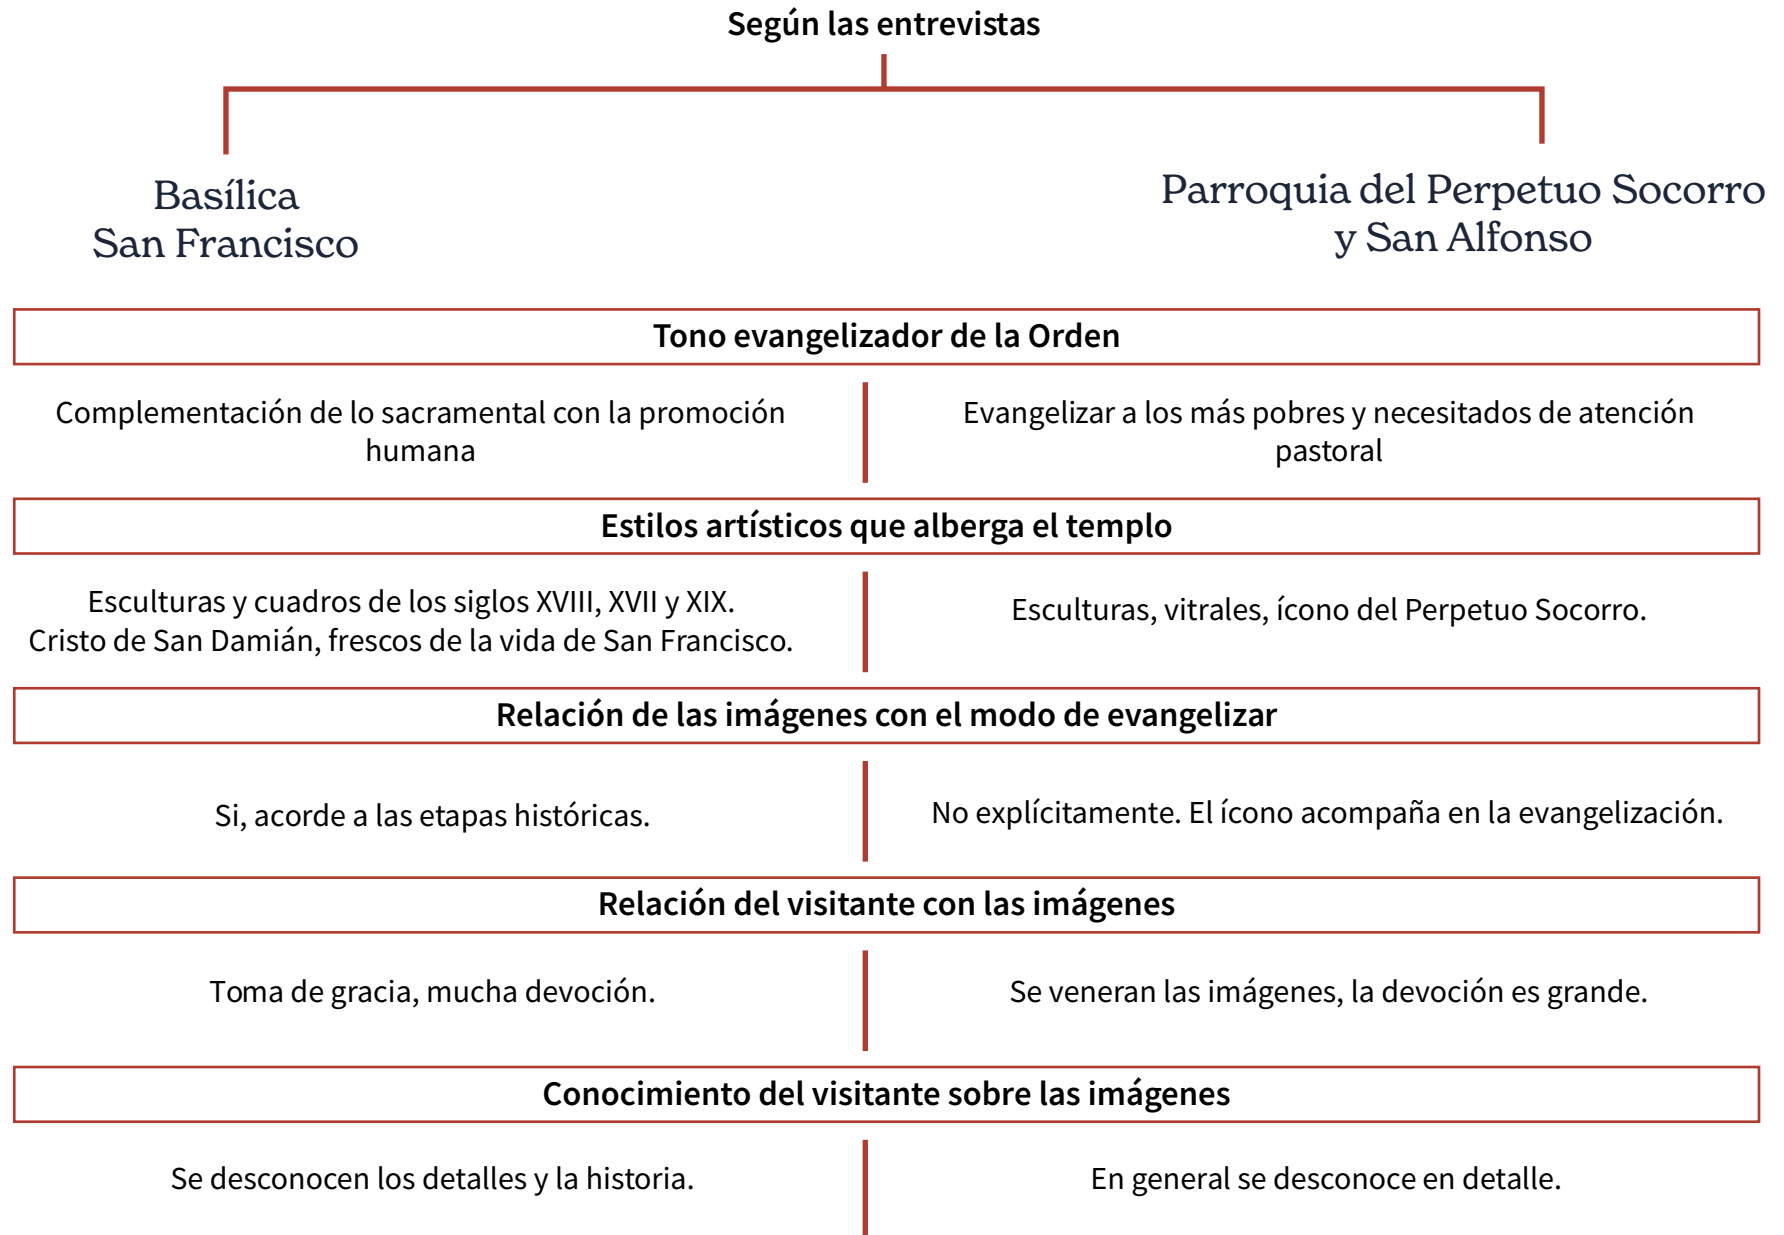 Según las entrevistas
Basílica
San Francisco
Parroquia del Perpetuo Socorro
y San Alfonso
Tono evangelizador de la Orden
Complementación de lo sacramental con la promoción
humana
Evangelizar a los más pobres y necesitados de atención
pastoral
Estilos artísticos que alberga el templo
Esculturas y cuadros de los siglos XVIII, XVII y XIX.
Cristo de San Damián, frescos de la vida de San Francisco.
Esculturas, vitrales, ícono del Perpetuo Socorro.
Relación de las imágenes con el modo de evangelizar
Si, acorde a las etapas históricas.
No explícitamente. El ícono acompaña en la evangelización.
Relación del visitante con las imágenes
Toma de gracia, mucha devoción.
Se veneran las imágenes, la devoción es grande.
Conocimiento del visitante sobre las imágenes
Se desconocen los detalles y la historia.
En general se desconoce en detalle.